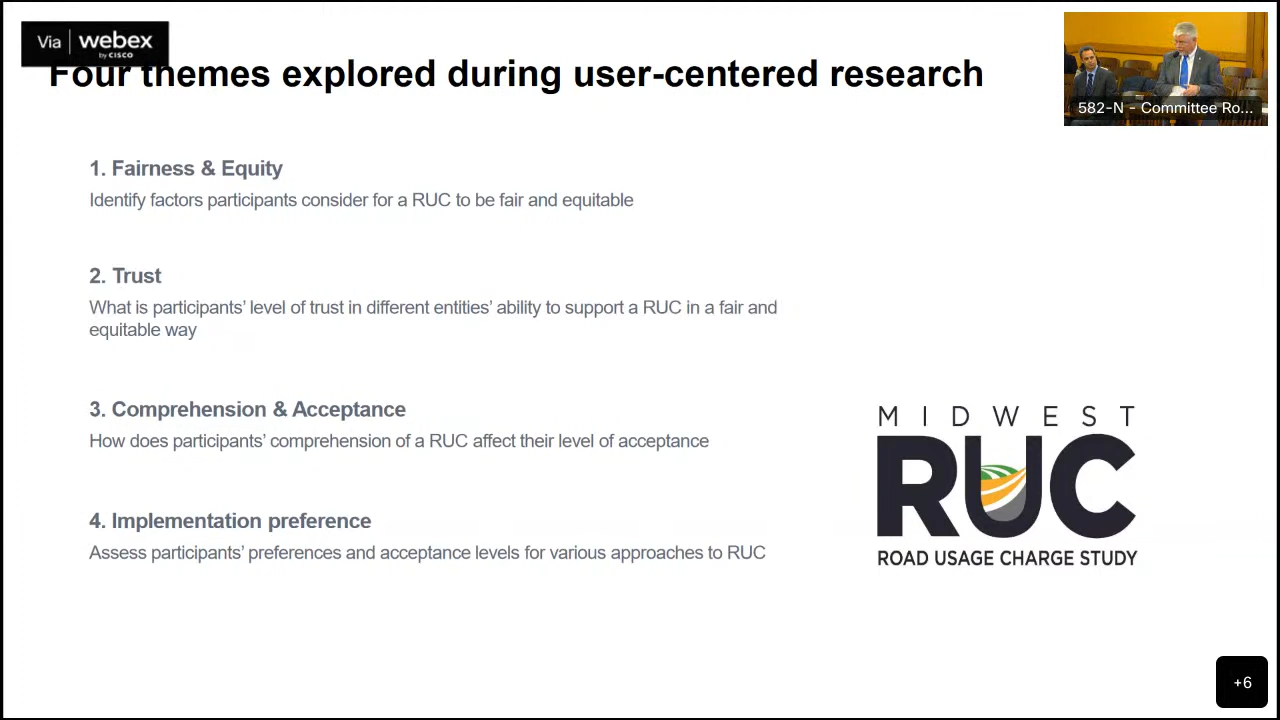 Via webex
by CISCO
Four themes explored during user-centered research
582-N - Committee Ro...
1. Fairness & Equity
Identify factors participants consider for a RUC to be fair and equitable
2. Trust
What is participants’ level of trust in different entities’ ability to support a RUC in a fair and
equitable way
3. Comprehension & Acceptance
How does participants’ comprehension of a RUC affect their level of acceptance
4. Implementation preference
Assess participants’ preferences and acceptance levels for various approaches to RUC
MIDWEST
RUC
ROAD USAGE CHARGE STUDY
+6